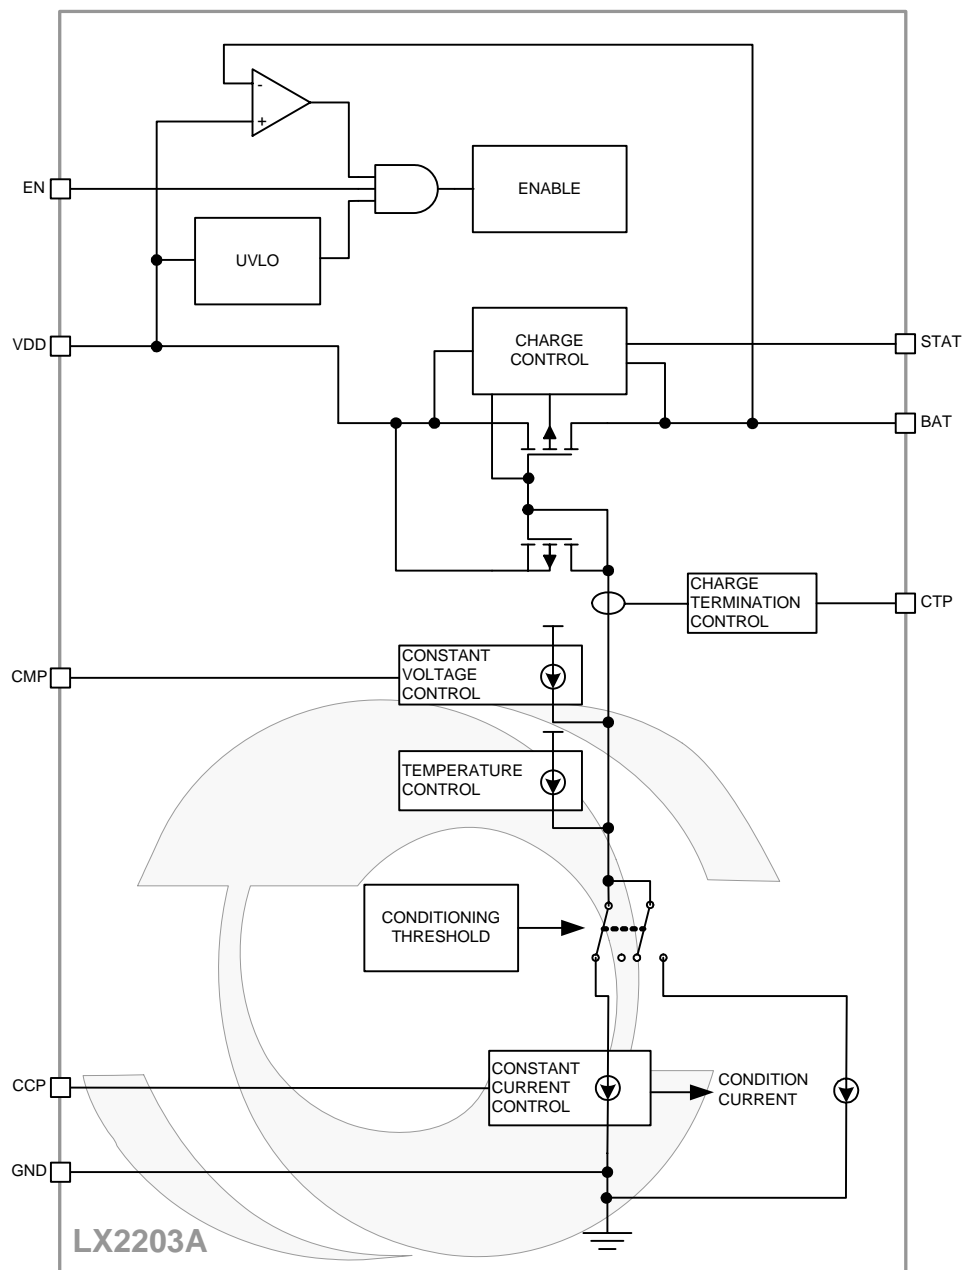 -
+
EN
ENABLE
UVLO
VDD
CHARGE
CONTROL
STAT
BAT
CHARGE
TERMINATION
CONTROL
CTP
CMP
CONSTANT
VOLTAGE
CONTROL
TEMPERATURE
CONTROL
CONDITIONING
THRESHOLD
CCP
CONSTANT
CURRENT
CONTROL
CONDITION
CURRENT
GND
LX2203A